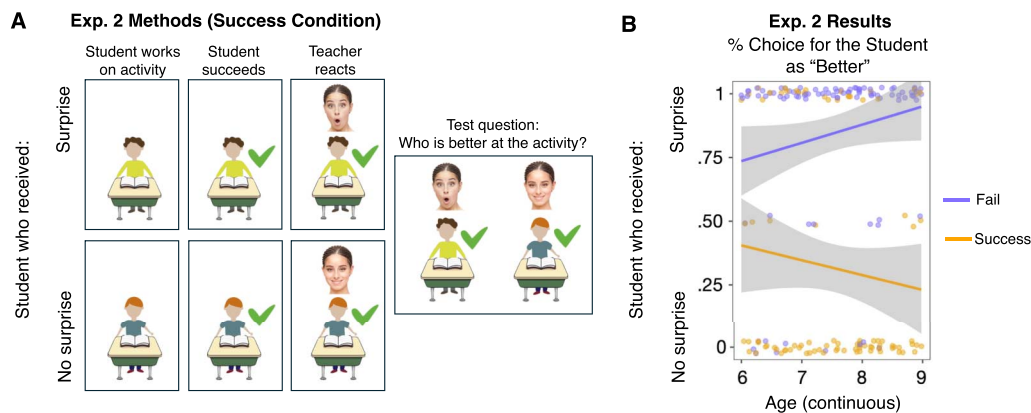 A
Exp. 2 Methods (Success Condition)
Student works
on activity
Student
succeeds
Teacher
reacts
Student who received:
Surprise
No surprise
Test question:
Who is better at the activity?
B
Exp. 2 Results
% Choice for the Student
as “Better”
Student who received:
Surprise
No surprise
1
.75
.50
.25
0
6
7
8
9
Age (continuous)
Fail
Success